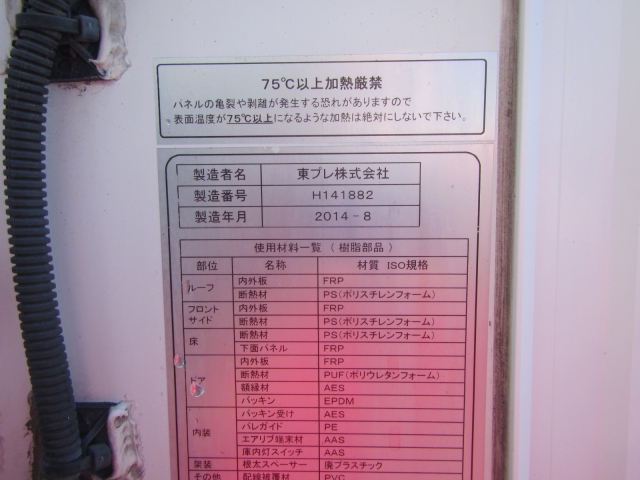 75℃以上加熱厳禁
パネルの亀裂や剥離が発生する恐れがありますので
表面温度が75℃以上になるような加熱は絶対にしないで下さい。
製造者名 東プレ株式会社
製造番号 H141882
製造年月 2014-8
使用材料一覧（樹脂部品）
部位 名称 材質 ISO規格
ルーフ 内外板 FRP
断熱材 PS(ポリスチレンフォーム)
フロント サイド 内外板 FRP
断熱材 PS(ポリスチレンフォーム)
床 断熱材 PS(ポリスチレンフォーム)
下面パネル FRP
ドア 内外板 FRP
断熱材 PUF(ポリウレタンフォーム)
額縁材 AES
パッキン EPDM
内装 パッキン受け AES
パレガイド PE
エアリブ端末材 AAS
庫内灯スイッチ AAS
架装 根太スペーサー 廃プラスチック
その他 配線被覆材 PVC